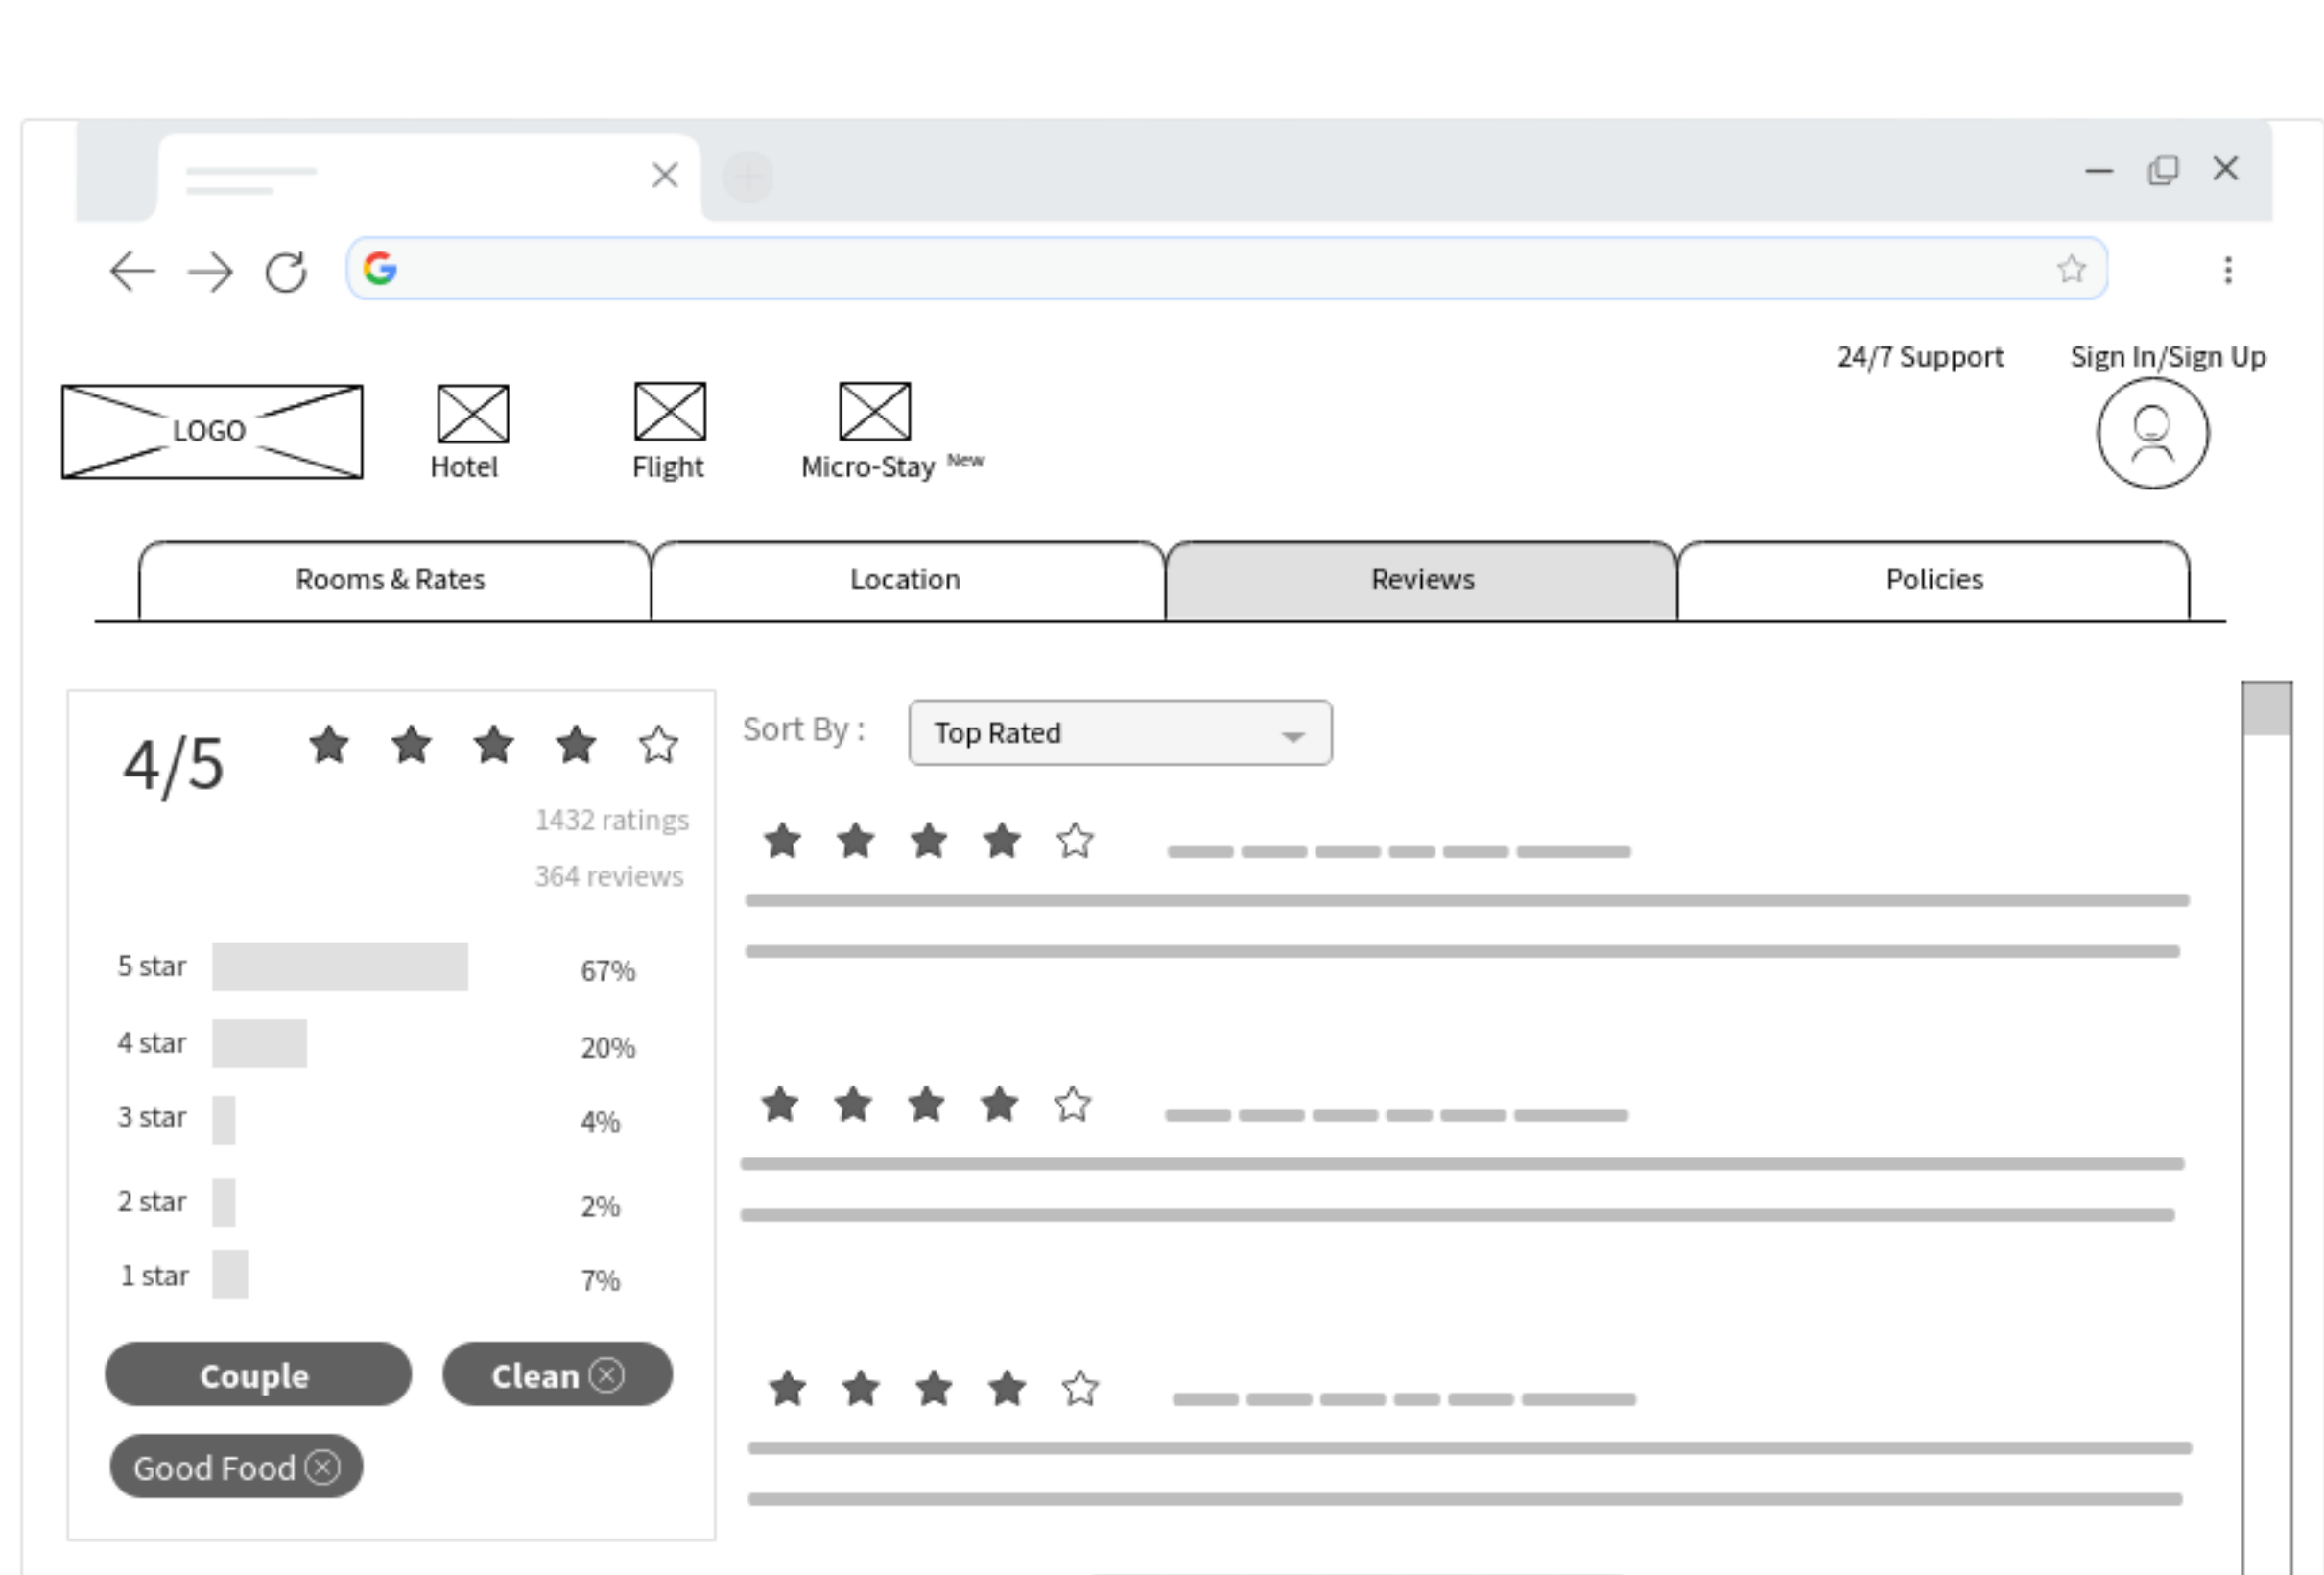 24/7 Support Sign In/Sign Up
LOGO
Hotel Flight Micro-Stay New
Rooms & Rates Location Reviews Policies
4/5
1432 ratings
364 reviews
5 star 67%
4 star 20%
3 star 4%
2 star 2%
1 star 7%
Couple Clean
Good Food
Sort By : Top Rated